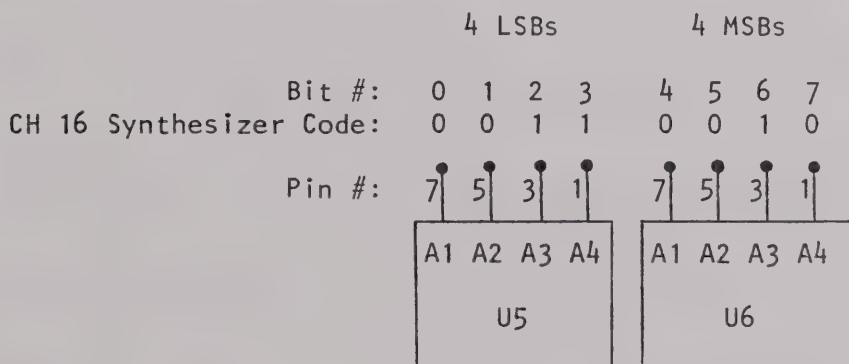 4 LSBs 4 MSBs
Bit #: 0 1 2 3 4 5 6 7
CH 16 Synthesizer Code: 0 0 1 1 0 0 1 0
Pin #: 7 5 3 1 7 5 3 1
A1 A2 A3 A4 A1 A2 A3 A4
U5 U6